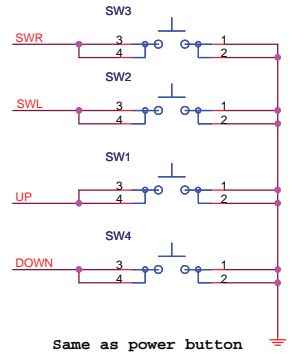 SW3
SWR 3 1
4 2
SW2
SWL 3 1
4 2
SW1
3 1
UP 4 2
SW4
DOWN 3 1
4 2
Same as power button